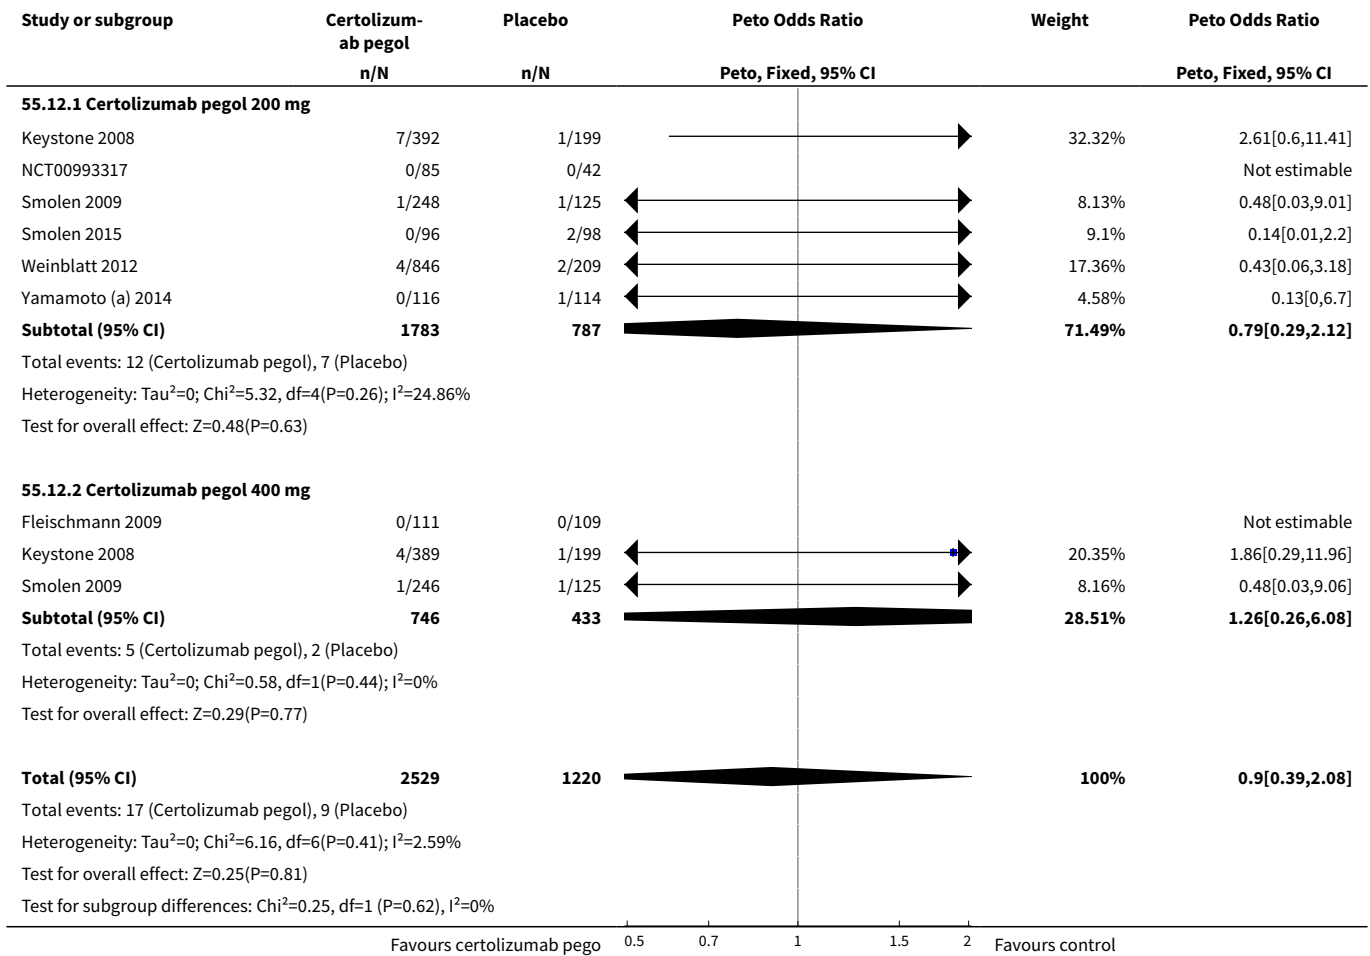 Study or subgroup Certolizum- Placebo Peto Odds Ratio Weight Peto Odds Ratio
ab pegol
n/N n/N Peto, Fixed, 95% CI Peto, Fixed, 95% CI
55.12.1 Certolizumab pegol 200 mg
Keystone 2008 7/392 1/199 32.32% 2.61[0.6,11.41]
NCT00993317 0/85 0/42 Not estimable
Smolen 2009 1/248 1/125 8.13% 0.48[0.03,9.01]
Smolen 2015 0/96 2/98 9.1% 0.14[0.01,2.2]
Weinblatt 2012 4/846 2/209 17.36% 0.43[0.06,3.18]
Yamamoto (a) 2014 0/116 1/114 4.58% 0.13[0,6.7]
Subtotal (95% CI) 1783 787 71.49% 0.79[0.29,2.12]
Total events: 12 (Certolizumab pegol), 7 (Placebo)
Heterogeneity: Tau²=0; Chi²=5.32, df=4(P=0.26); I²=24.86%
Test for overall effect: Z=0.48(P=0.63)
55.12.2 Certolizumab pegol 400 mg
Fleischmann 2009 0/111 0/109 Not estimable
Keystone 2008 4/389 1/199 20.35% 1.86[0.29,11.96]
Smolen 2009 1/246 1/125 8.16% 0.48[0.03,9.06]
Subtotal (95% CI) 746 433 28.51% 1.26[0.26,6.08]
Total events: 5 (Certolizumab pegol), 2 (Placebo)
Heterogeneity: Tau²=0; Chi²=0.58, df=1(P=0.44); I²=0%
Test for overall effect: Z=0.29(P=0.77)
Total (95% CI) 2529 1220 100% 0.9[0.39,2.08]
Total events: 17 (Certolizumab pegol), 9 (Placebo)
Heterogeneity: Tau²=0; Chi²=6.16, df=6(P=0.41); I²=2.59%
Test for overall effect: Z=0.25(P=0.81)
Test for subgroup differences: Chi²=0.25, df=1 (P=0.62), I²=0%
Favours certolizumab pego 0.5 0.7 1 1.5 2 Favours control